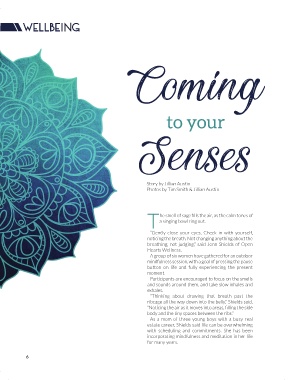 WELLBEING
Coming
to your
Senses
Story by Jillian Austin
Photos by Tim Smith & Jillian Austin
The smell of sage fills the air, as the calm tones of
a singing bowl ring out.
"Gently close your eyes. Check in with yourself,
noticing the breath. Not changing anything about the
breathing, not judging," said Shields of Open
Hearts Wellness.
A group of six women have gathered for an outdoor
mindfulness session, with a goal of pressing the pause
button on life and fully experiencing the present
moment.
Participants are encouraged to focus on the smells
and sounds around them, and take slow inhales and
exhales.
"Thinking about drawing that breath past the
ribcage all the way down into the belly," Shields said.
"Noticing the air as it moves into areas, filling the side
body and the tiny spaces between the ribs."
As a mom of three young boys with a busy real
estate career, Shields said life can be overwhelming
with scheduling and commitments. She has been
incorporating mindfulness and meditation in her life
for many years.
6